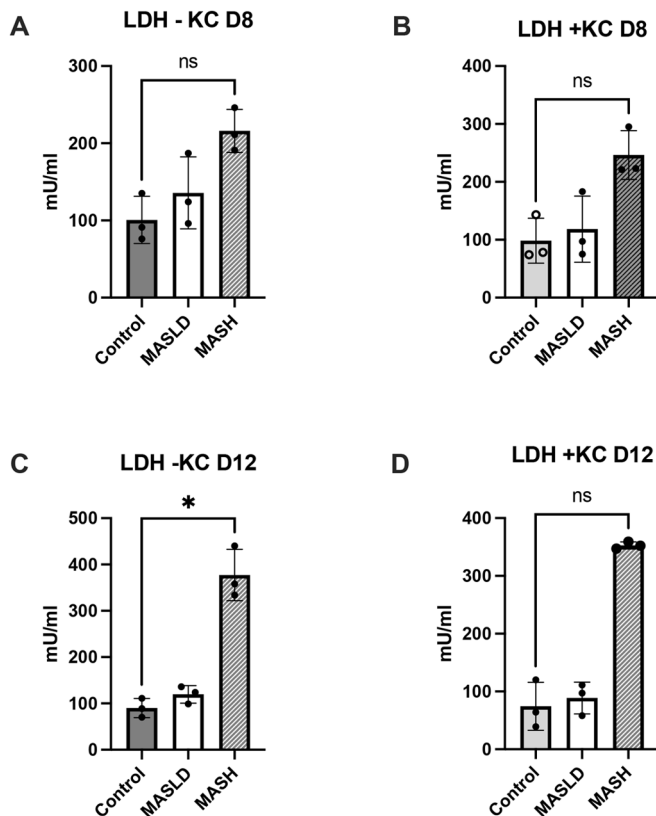 A
LDH - KC D8
ns
mU/ml
300
200
100
0
Control
MASLD
MASH
B
LDH +KC D8
ns
mU/ml
400
300
200
100
0
Control
MASLD
MASH
C
LDH -KC D12
*
mU/ml
500
400
300
200
100
0
Control
MASLD
MASH
D
LDH +KC D12
ns
mU/ml
400
300
200
100
0
Control
MASLD
MASH